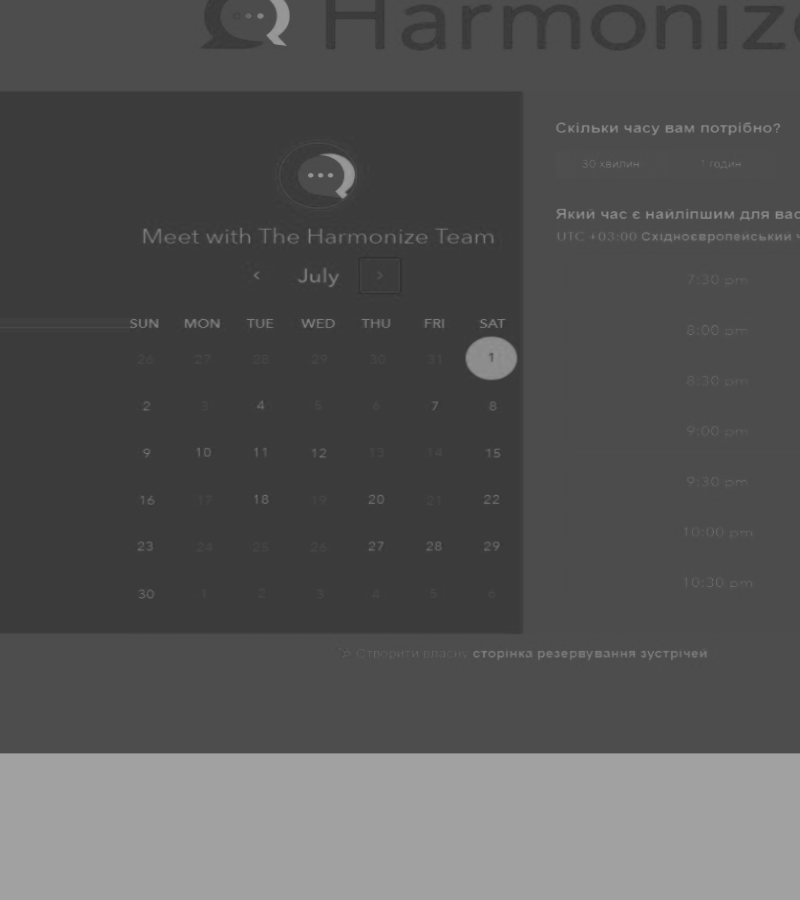 Harmonize
Скільки часу вам потрібно?
30 хвилин
1 годин
Який час є найліпшим для вас
UTC +03:00 Східноєвропейський ч
Meet with The Harmonize Team
July
SUN MON TUE WED THU FRI SAT
26 27 28 29 30 31 1
2 3 4 5 6 7 8
9 10 11 12 13 14 15
16 17 18 19 20 21 22
23 24 25 26 27 28 29
30 1 2 3 4 5 6
7:30 pm
8:00 pm
8:30 pm
9:00 pm
9:30 pm
10:00 pm
10:30 pm
Створити власну сторінка резервування зустрічей